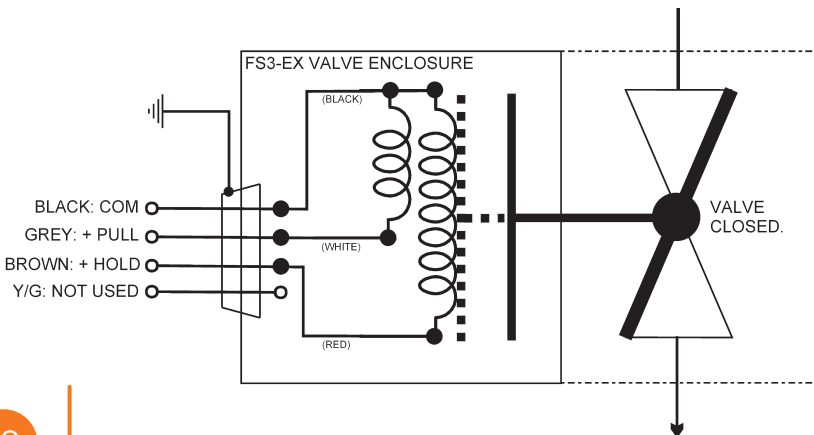 FS3-EX VALVE ENCLOSURE
(BLACK)
BLACK: COM
GREY: + PULL
(WHITE)
BROWN: + HOLD
Y/G: NOT USED
(RED)
VALVE
CLOSED.